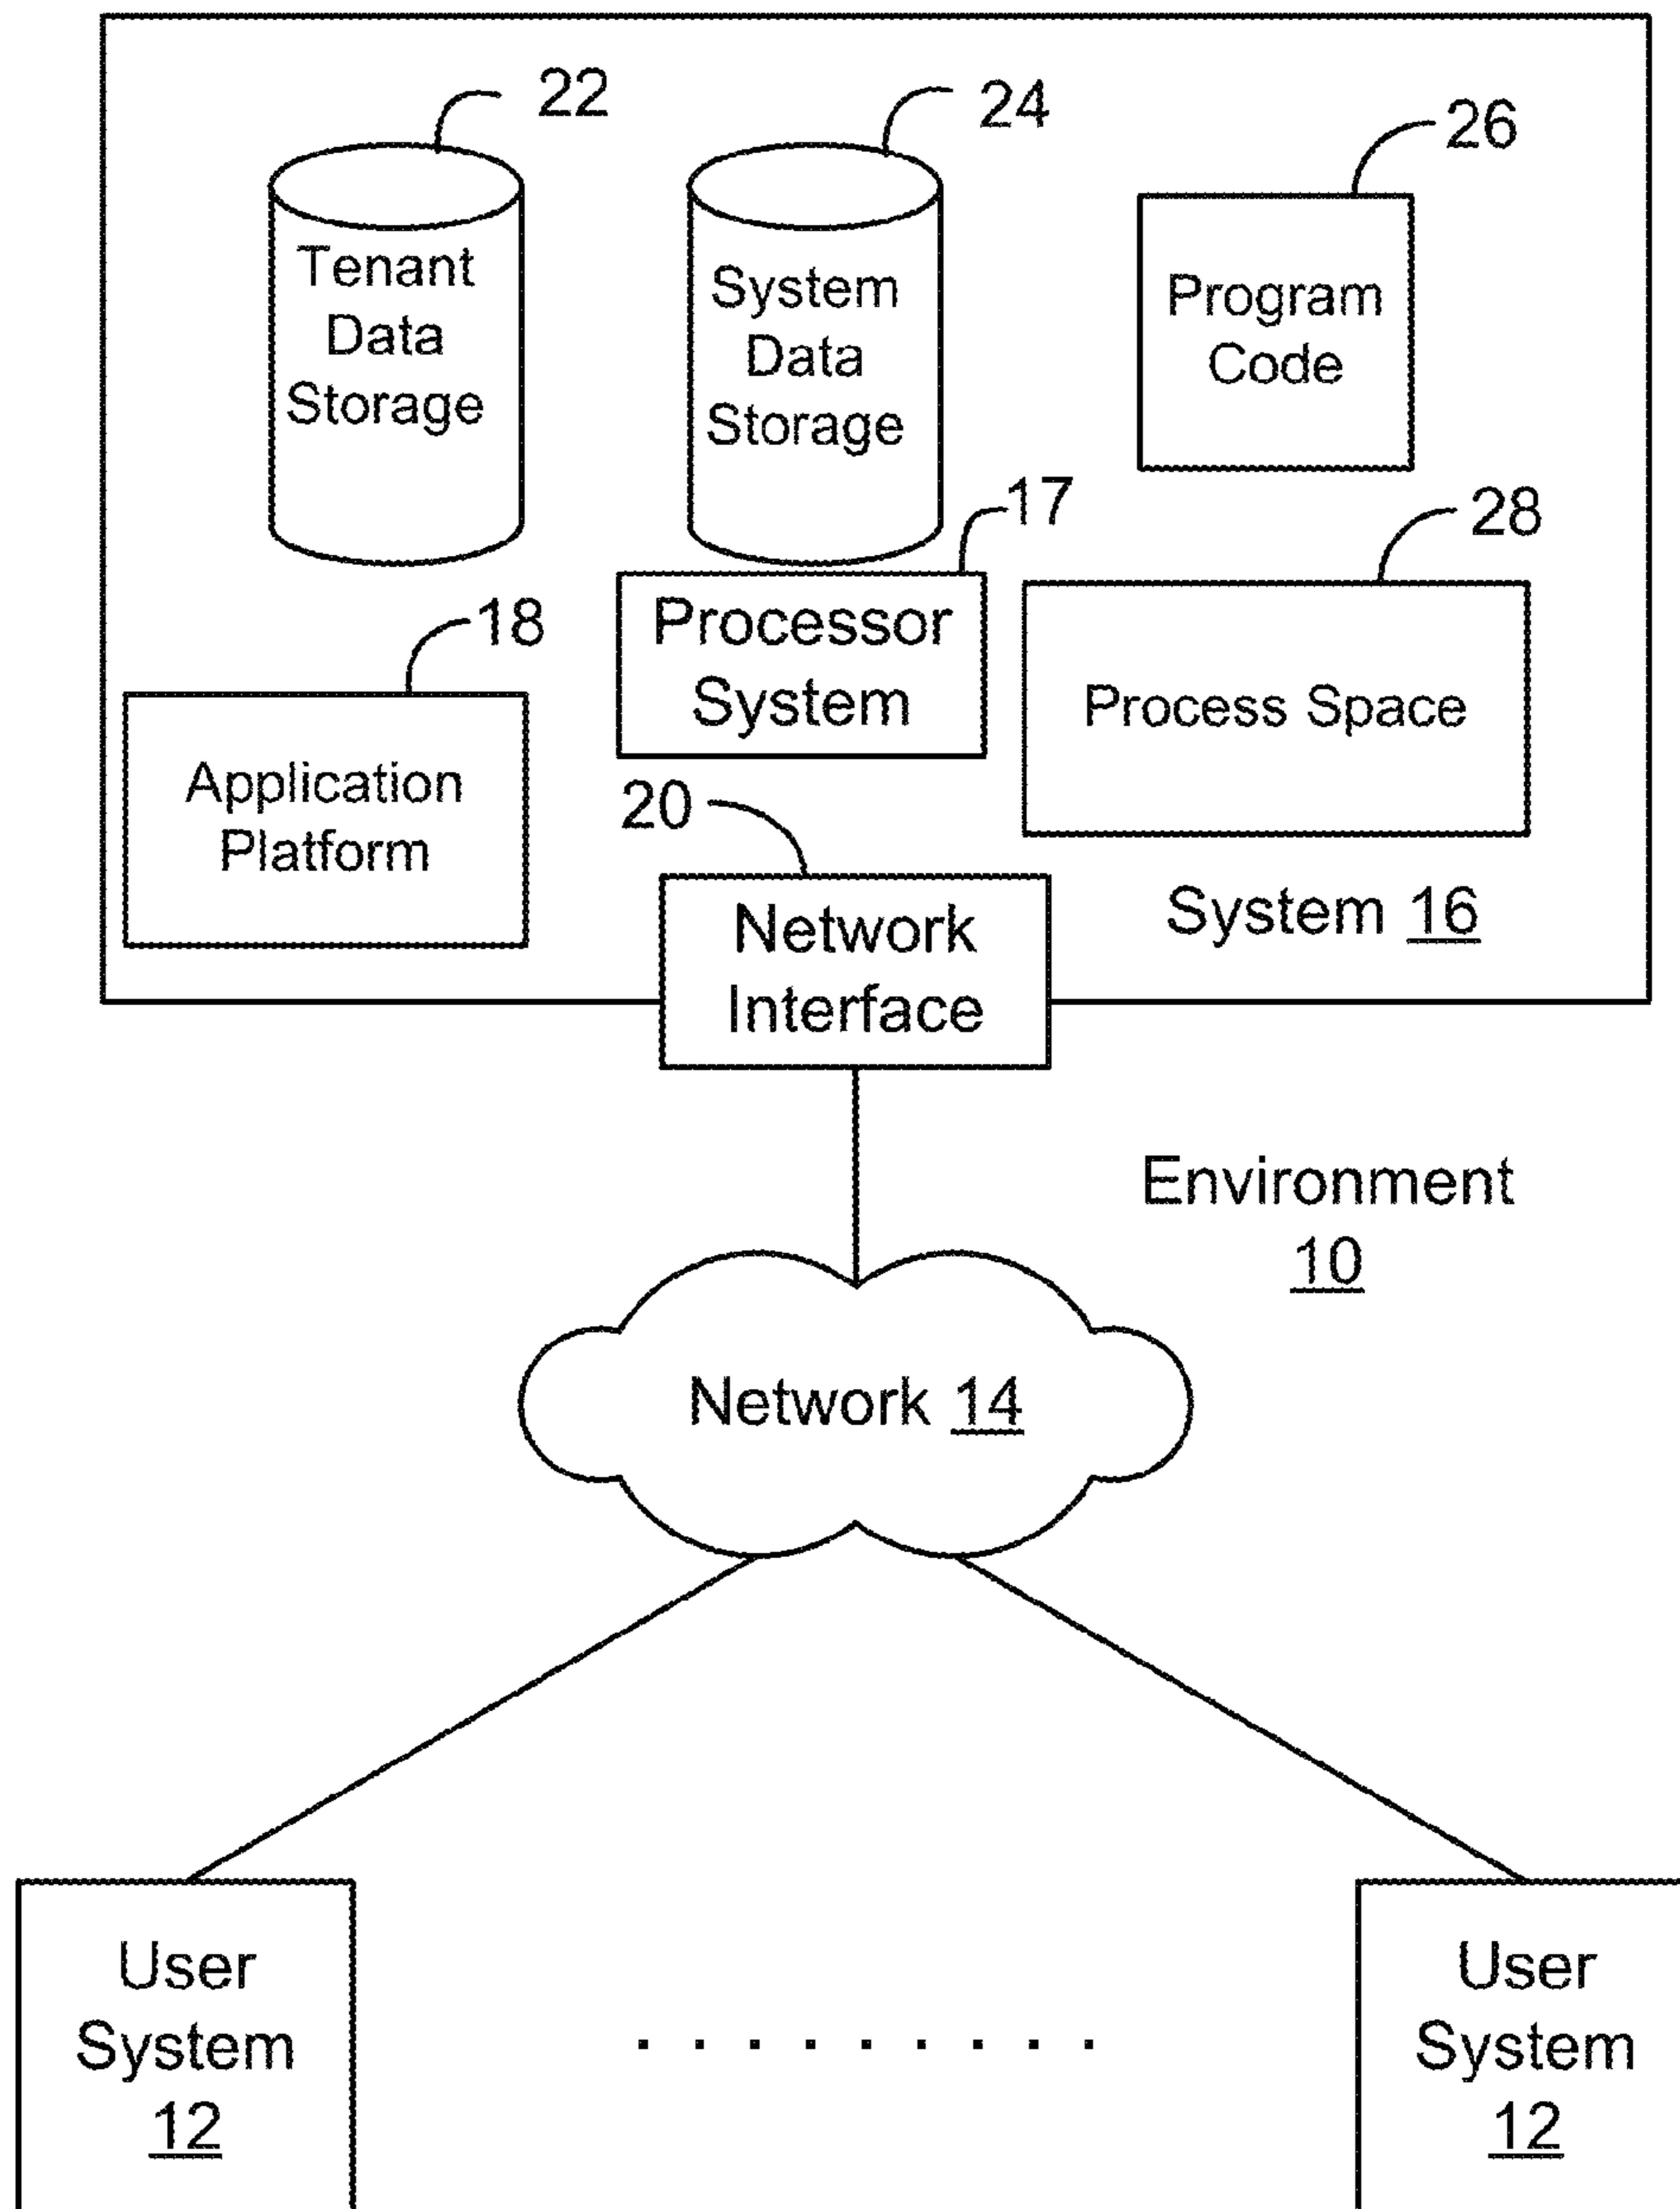 22
24
26
Tenant
Data
Storage
System
Data
Storage
Program
Code
17
28
18
Processor
System
Process Space
Application
Platform
20
Network
Interface
System 16
Environment
10
Network 14
User
System
12
User
System
12